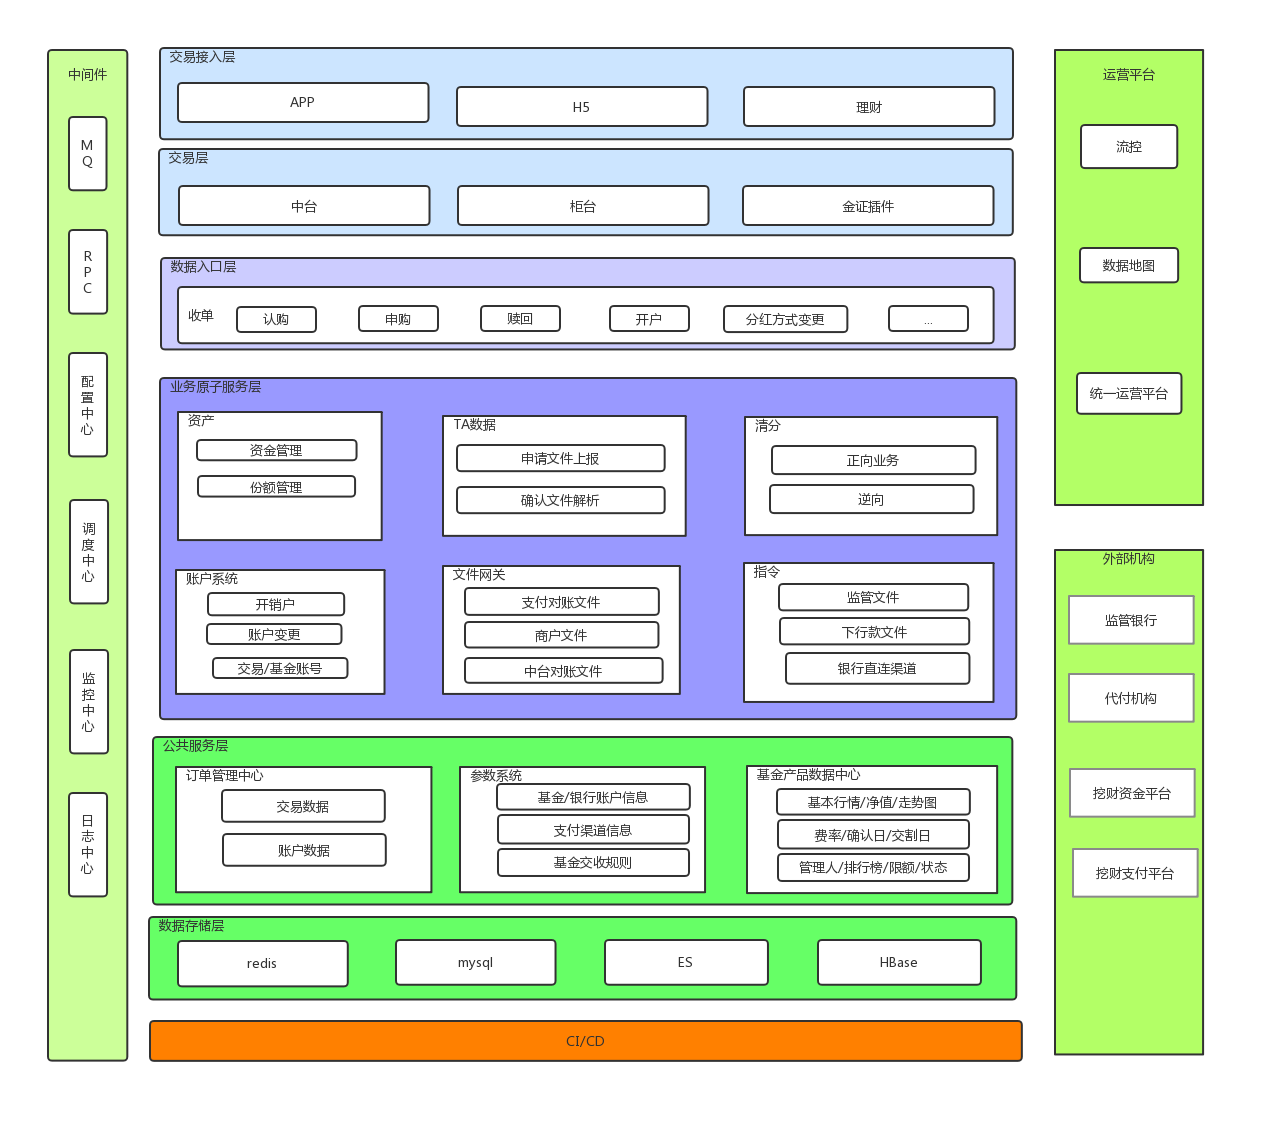 中间件
M
Q
R
P
C
配
置
中
心
调
度
中
心
监
控
中
心
日
志
中
心
交易接入层
APP
H5
理财
交易层
中台
柜台
金证插件
数据入口层
收单
认购
申购
赎回
开户
分红方式变更
...
业务原子服务层
资产
资金管理
份额管理
TA数据
申请文件上报
确认文件解析
清分
正向业务
逆向
账户系统
开销户
账户变更
交易/基金账号
文件网关
支付对账文件
商户文件
中台对账文件
指令
监管文件
下行款文件
银行直连渠道
公共服务层
订单管理中心
交易数据
账户数据
参数系统
基金/银行账户信息
支付渠道信息
基金交收规则
基金产品数据中心
基本行情/净值/走势图
费率/确认日/交割日
管理人/排行榜/限额/状态
数据存储层
redis
mysql
ES
HBase
CI/CD
运营平台
流控
数据地图
统一运营平台
外部机构
监管银行
代付机构
挖财资金平台
挖财支付平台